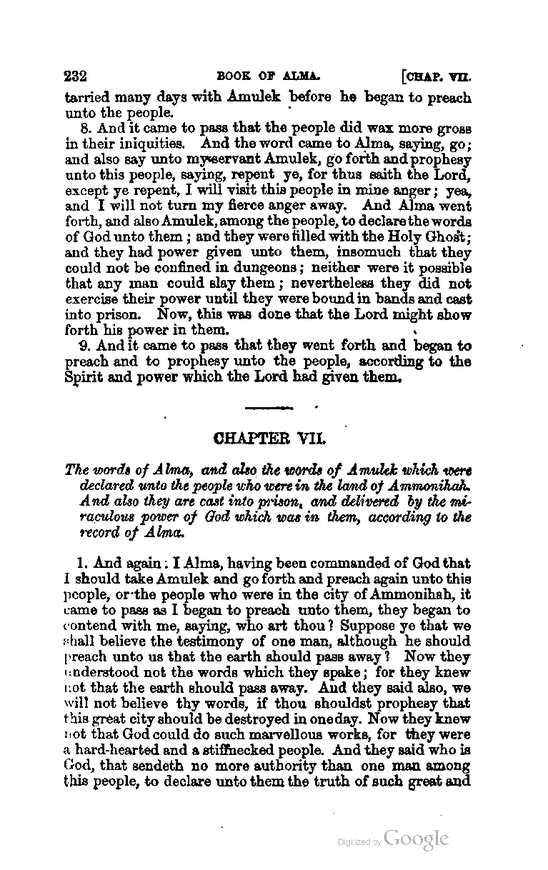 232 BOOK OF ALMA. [CHAP. VII.
tarried many days with Amulek before he began to preach
unto the people.
8. And it came to pass that the people did wax more gross
in their iniquities. And the word came to Alma, saying, go;
and also say unto my servant Amulek, go forth and prophesy
unto this people, saying, repent ye, for thus saith the Lord,
except ye repent, I will visit this people in mine anger; yea,
and I will not turn my fierce anger away. And Alma went
forth, and also Amulek, among the people, to declare the words
of God unto them; and they were filled with the Holy Ghost;
and they had power given unto them, insomuch that they
could not be confined in dungeons; neither were it possible
that any man could slay them; nevertheless they did not
exercise their power until they were bound in bands and cast
into prison. Now, this was done that the Lord might show
forth his power in them.
9. And it came to pass that they went forth and began to
preach and to prophesy unto the people, according to the
Spirit and power which the Lord had given them.
CHAPTER VII.
The words of Alma, and also the words of Amulek which were
declared unto the people who were in the land of Ammonihah.
And also they are cast into prison, and delivered by the mi-
raculous power of God which was in them, according to the
record of Alma.
1. And again; I Alma, having been commanded of God that
I should take Amulek and go forth and preach again unto this
people, or the people who were in the city of Ammonihah, it
came to pass as I began to preach unto them, they began to
contend with me, saying, who art thou? Suppose ye that we
shall believe the testimony of one man, although he should
preach unto us that the earth should pass away? Now they
understood not the words which they spake; for they knew
not that the earth should pass away. And they said also, we
will not believe thy words, if thou shouldst prophesy that
this great city should be destroyed in one day. Now they knew
not that God could do such marvellous works, for they were
a hard-hearted and a stiffnecked people. And they said who is
God, that sendeth no more authority than one man among
this people, to declare unto them the truth of such great and
Digitized by Google